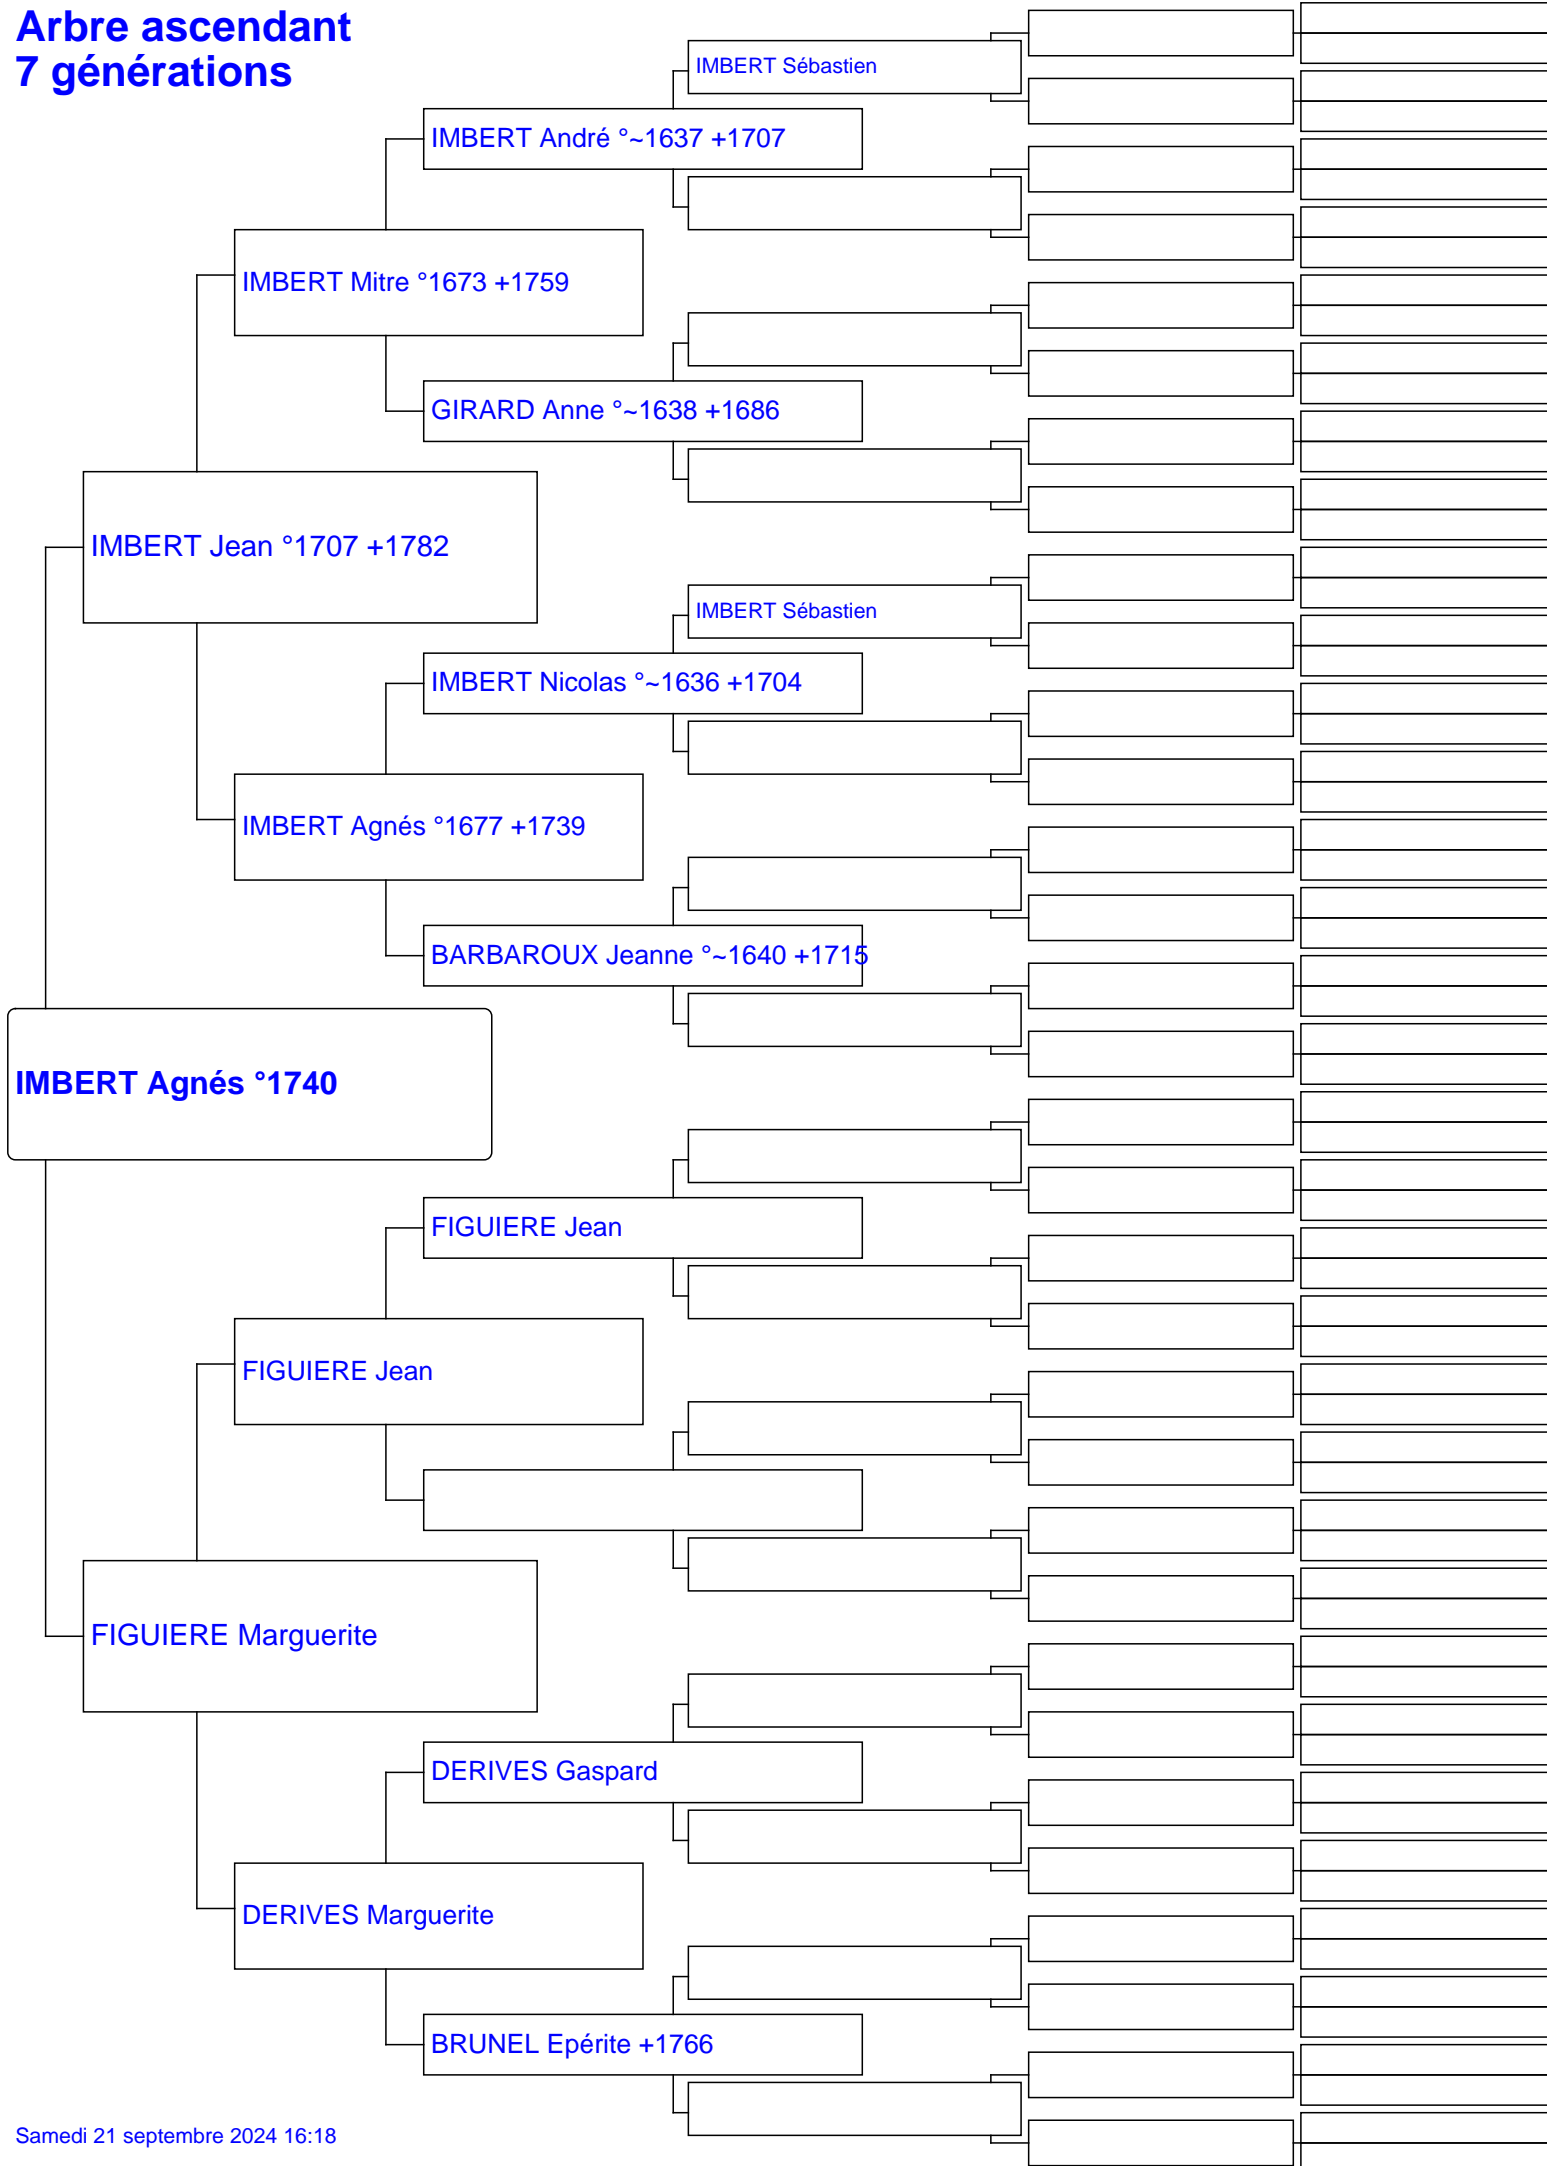 Arbre ascendant
7 générations
IMBERT Sébastien
IMBERT André °~1637 +1707
IMBERT Mitre °1673 +1759
GIRARD Anne °~1638 +1686
IMBERT Jean °1707 +1782
IMBERT Sébastien
IMBERT Nicolas °~1636 +1704
IMBERT Agnés °1677 +1739
BARBAROUX Jeanne °~1640 +1715
IMBERT Agnés °1740
FIGUIERE Jean
FIGUIERE Jean
FIGUIERE Marguerite
DERIVES Gaspard
DERIVES Marguerite
BRUNEL Epérite +1766
Samedi 21 septembre 2024 16:18